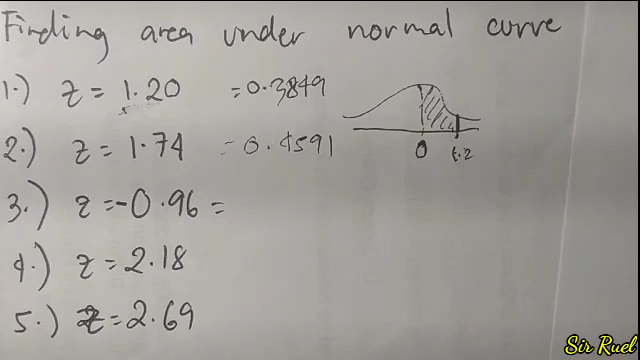 Finding area under normal curve
1.) z = 1.20 = 0.3849
2.) z = 1.74 = 0.4591
0 1.2
3.) z = -0.96 =
4.) z = 2.18
5.) z = 2.69
Sir Ruel